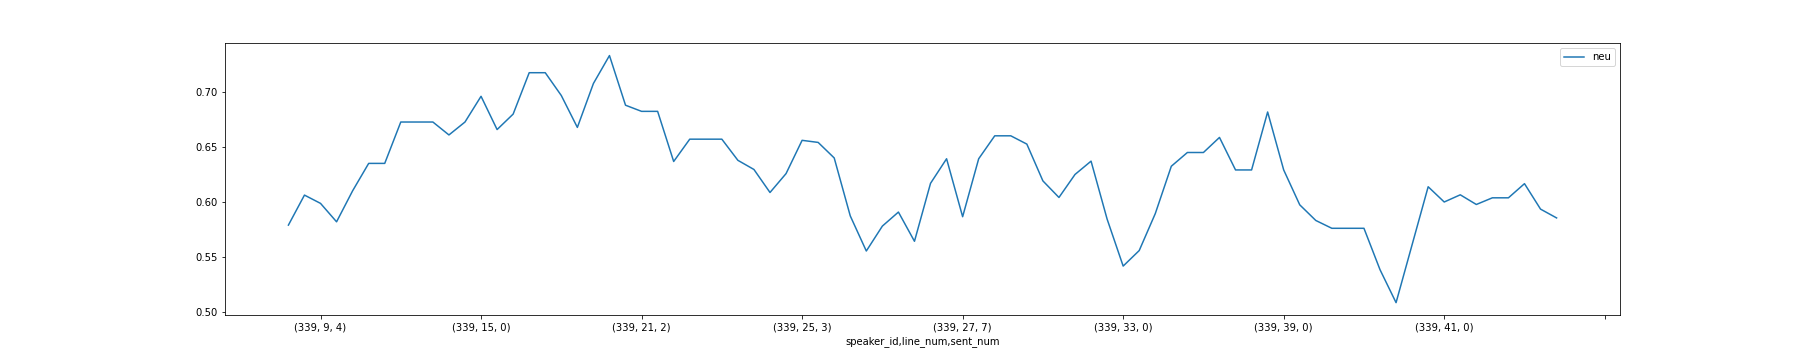 neu
0.70
0.65
0.60
0.55
0.50
(339, 9, 4) (339, 15, 0) (339, 21, 2) (339, 25, 3) (339, 27, 7) (339, 33, 0) (339, 39, 0) (339, 41, 0)
speaker_id,line_num,sent_num